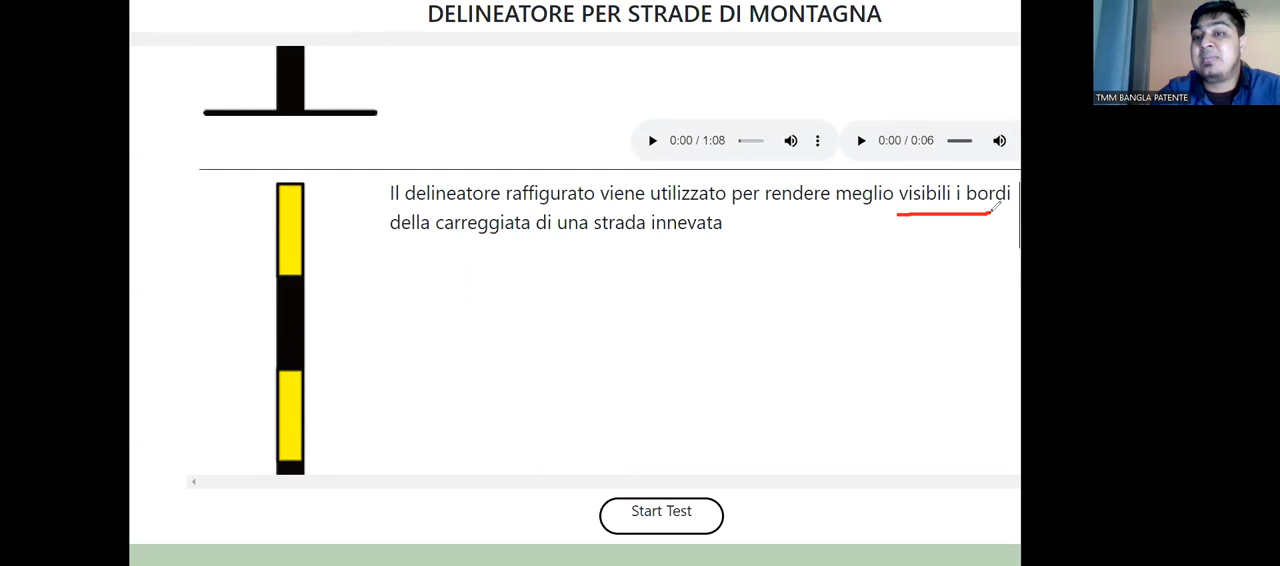 DELINEATORE PER STRADE DI MONTAGNA
TMM BANGLA PATENTE
0:00 / 1:08
0:00 / 0:06
Il delineatore raffigurato viene utilizzato per rendere meglio visibili i bordi
della carreggiata di una strada innevata
Start Test